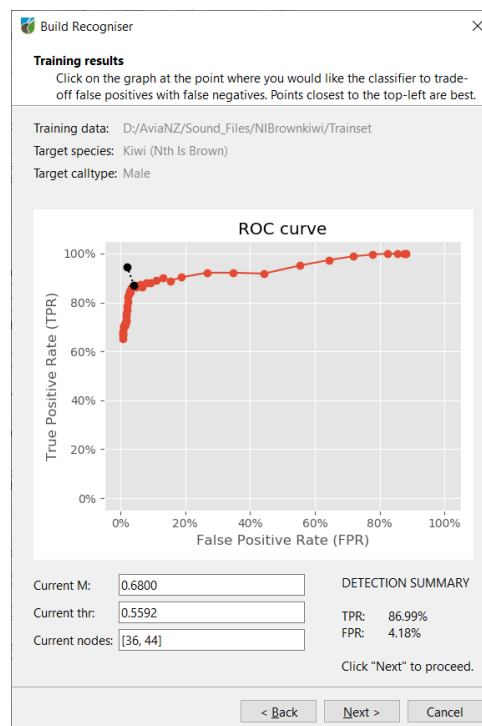 Build Recogniser
Training results
Click on the graph at the point where you would like the classifier to trade-
off false positives with false negatives. Points closest to the top-left are best.
Training data: D:/AviaNZ/Sound_Files/NIBrownkiwi/Trainset
Target species: Kiwi (Nth Is Brown)
Target calltype: Male
ROC curve
100%
80%
60%
40%
20%
0%
True Positive Rate (TPR)
0% 20% 40% 60% 80% 100%
False Positive Rate (FPR)
Current M: 0.6800
Current thr: 0.5592
Current nodes: [36, 44]
DETECTION SUMMARY
TPR: 86.99%
FPR: 4.18%
Click "Next" to proceed.
< Back Next > Cancel